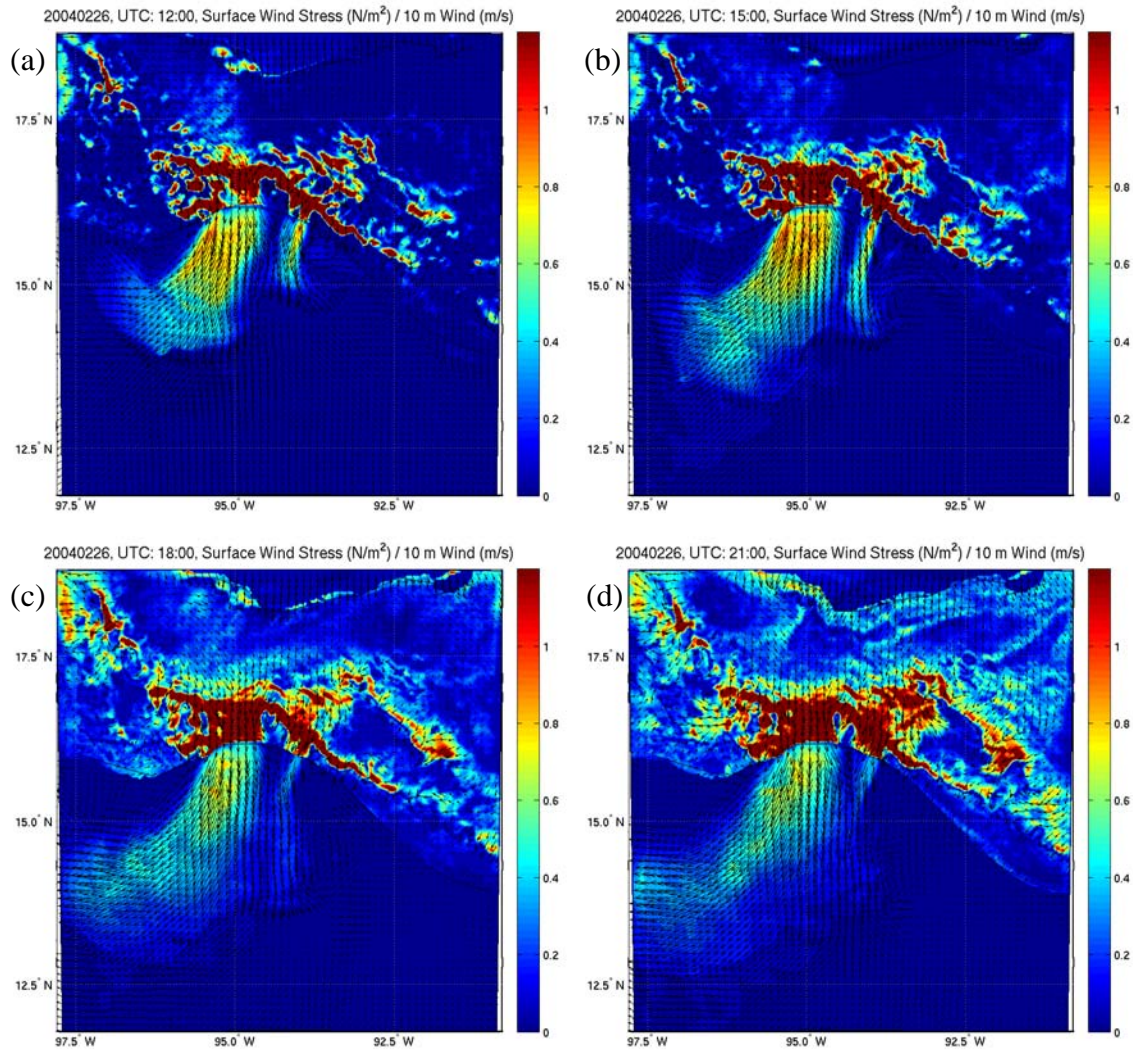 20040226, UTC: 12:00, Surface Wind Stress (N/m²) / 10 m Wind (m/s)
(a)
17.5° N
15.0° N
12.5° N
97.5° W
95.0° W
92.5° W
1
0.8
0.6
0.4
0.2
0
20040226, UTC: 15:00, Surface Wind Stress (N/m²) / 10 m Wind (m/s)
(b)
17.5° N
15.0° N
12.5° N
97.5° W
95.0° W
92.5° W
1
0.8
0.6
0.4
0.2
0
20040226, UTC: 18:00, Surface Wind Stress (N/m²) / 10 m Wind (m/s)
(c)
17.5° N
15.0° N
12.5° N
97.5° W
95.0° W
92.5° W
1
0.8
0.6
0.4
0.2
0
20040226, UTC: 21:00, Surface Wind Stress (N/m²) / 10 m Wind (m/s)
(d)
17.5° N
15.0° N
12.5° N
97.5° W
95.0° W
92.5° W
1
0.8
0.6
0.4
0.2
0